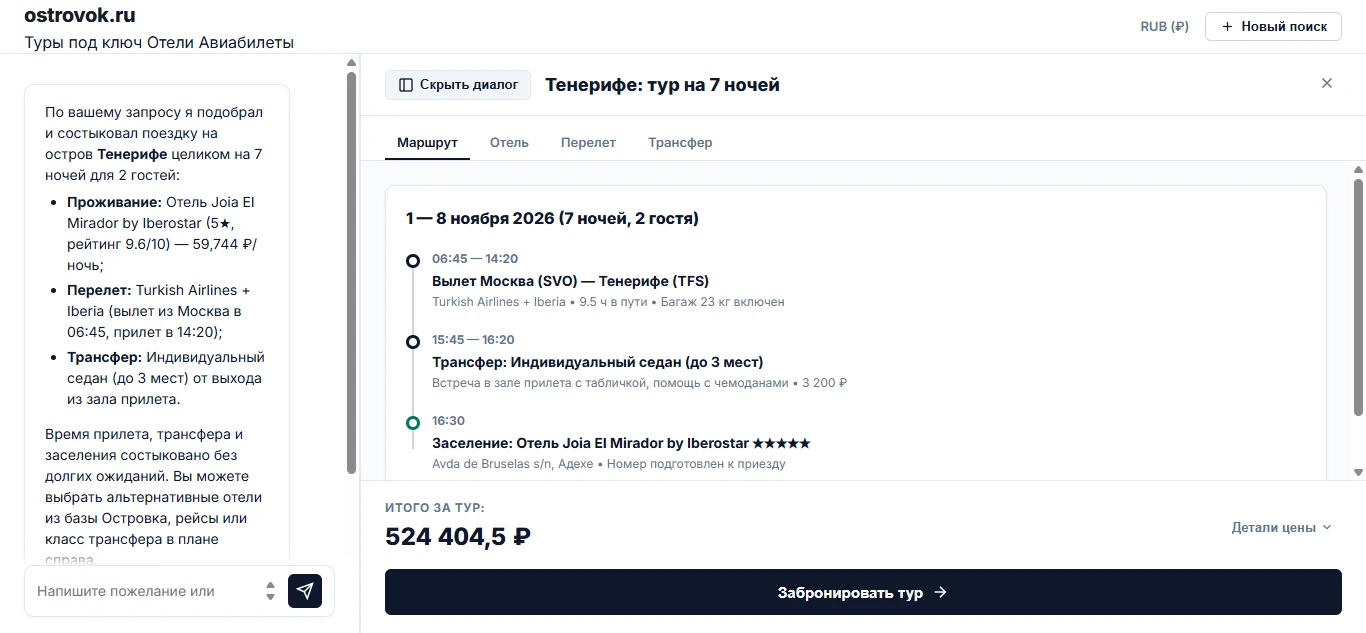 ostrovok.ru
Туры под ключ Отели Авиабилеты
RUB (₽)
+ Новый поиск
По вашему запросу я подобрал
и состыковал поездку на
остров Тенерифе целиком на 7
ночей для 2 гостей:
• Проживание: Отель Joia El
Mirador by Iberostar (5★,
рейтинг 9.6/10) — 59,744 ₽/
ночь;
• Перелет: Turkish Airlines +
Iberia (вылет из Москва в
06:45, прилет в 14:20);
• Трансфер: Индивидуальный
седан (до 3 мест) от выхода
из зала прилета.
Время прилета, трансфера и
заселения состыковано без
долгих ожиданий. Вы можете
выбрать альтернативные отели
из базы Островка, рейсы или
класс трансфера в плане
справа.
Напишите пожелание или
Скрыть диалог
Тенерифе: тур на 7 ночей
Маршрут
Отель
Перелет
Трансфер
1 — 8 ноября 2026 (7 ночей, 2 гостя)
06:45 — 14:20
Вылет Москва (SVO) — Тенерифе (TFS)
Turkish Airlines + Iberia • 9.5 ч в пути • Багаж 23 кг включен
15:45 — 16:20
Трансфер: Индивидуальный седан (до 3 мест)
Встреча в зале прилета с табличкой, помощь с чемоданами • 3 200 ₽
16:30
Заселение: Отель Joia El Mirador by Iberostar ★★★★★
Avda de Bruselas s/n, Адехе • Номер подготовлен к приезду
ИТОГО ЗА ТУР:
524 404,5 ₽
Детали цены
Забронировать тур →